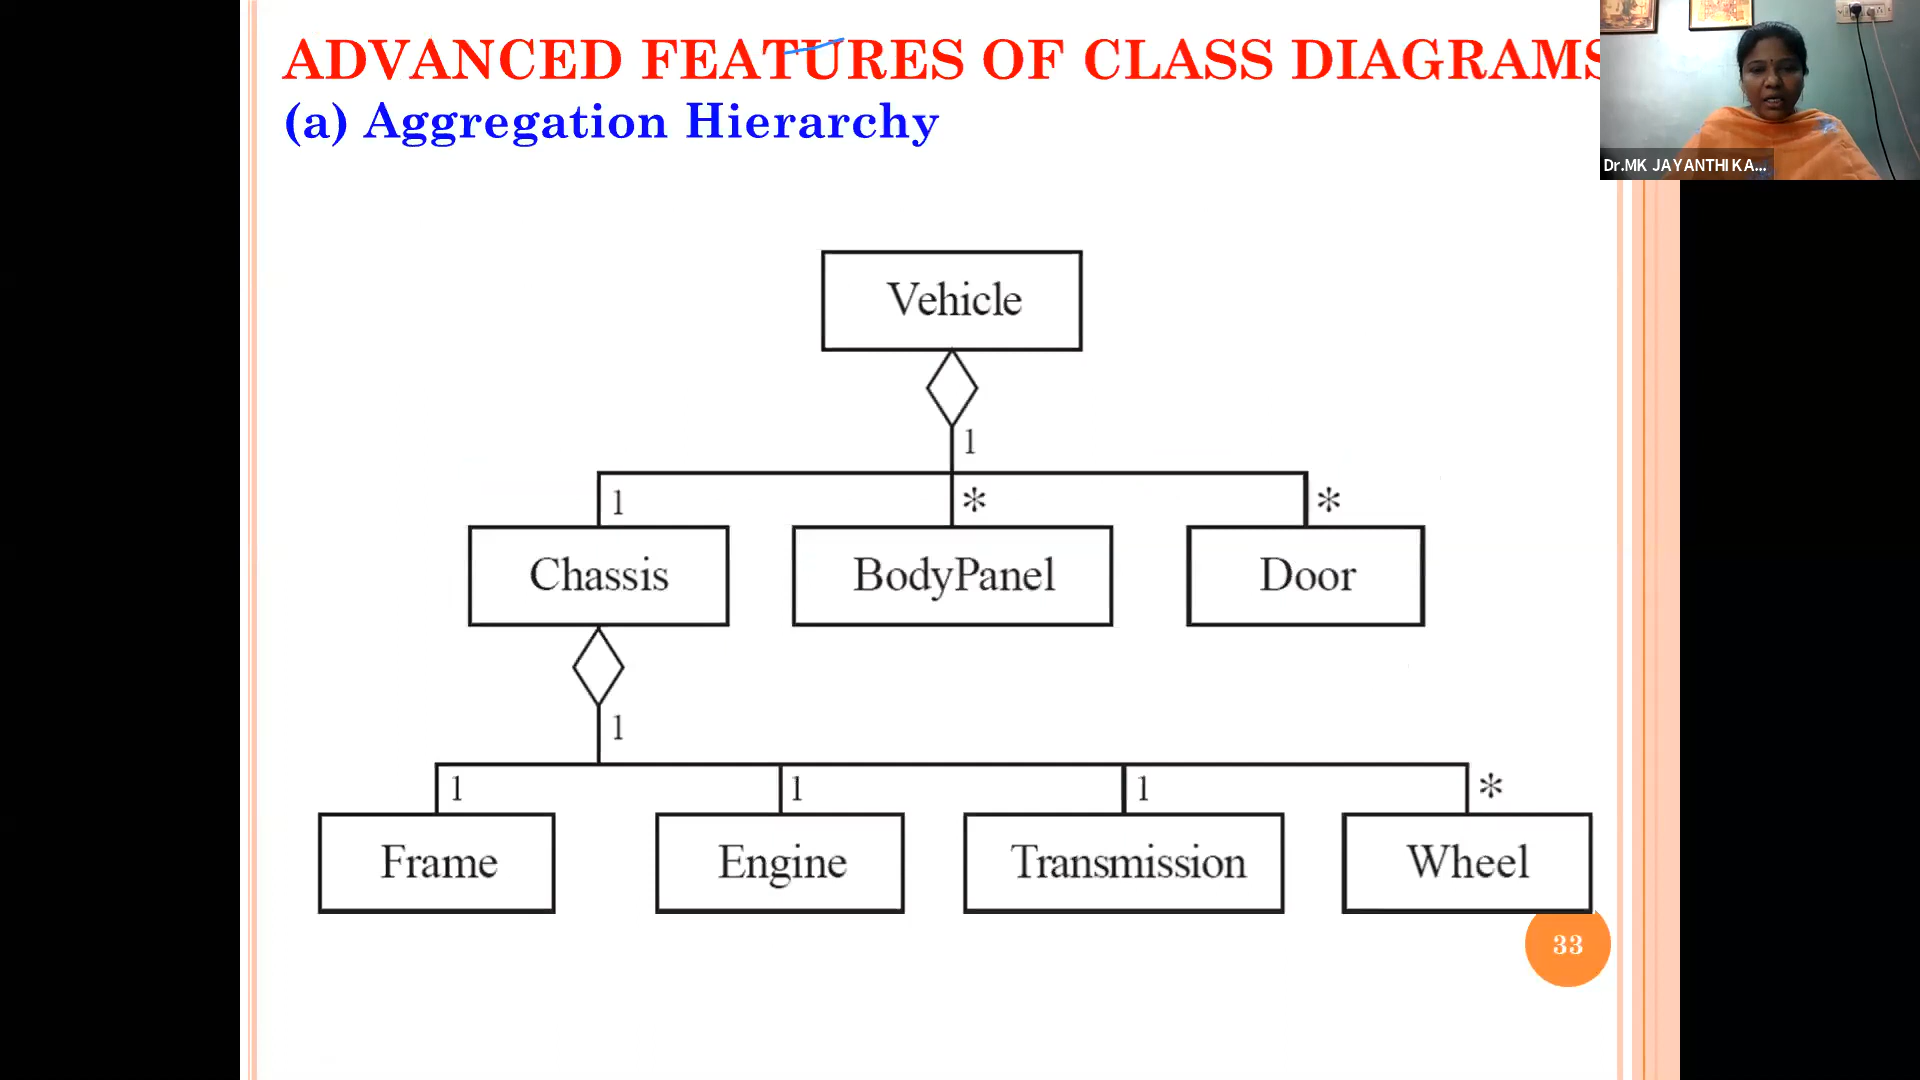 ADVANCED FEATURES OF CLASS DIAGRAMS
(a) Aggregation Hierarchy
Dr.MK JAYANTHI KA...
Vehicle
1
1 * *
Chassis BodyPanel Door
1
1 1 1 *
Frame Engine Transmission Wheel
33